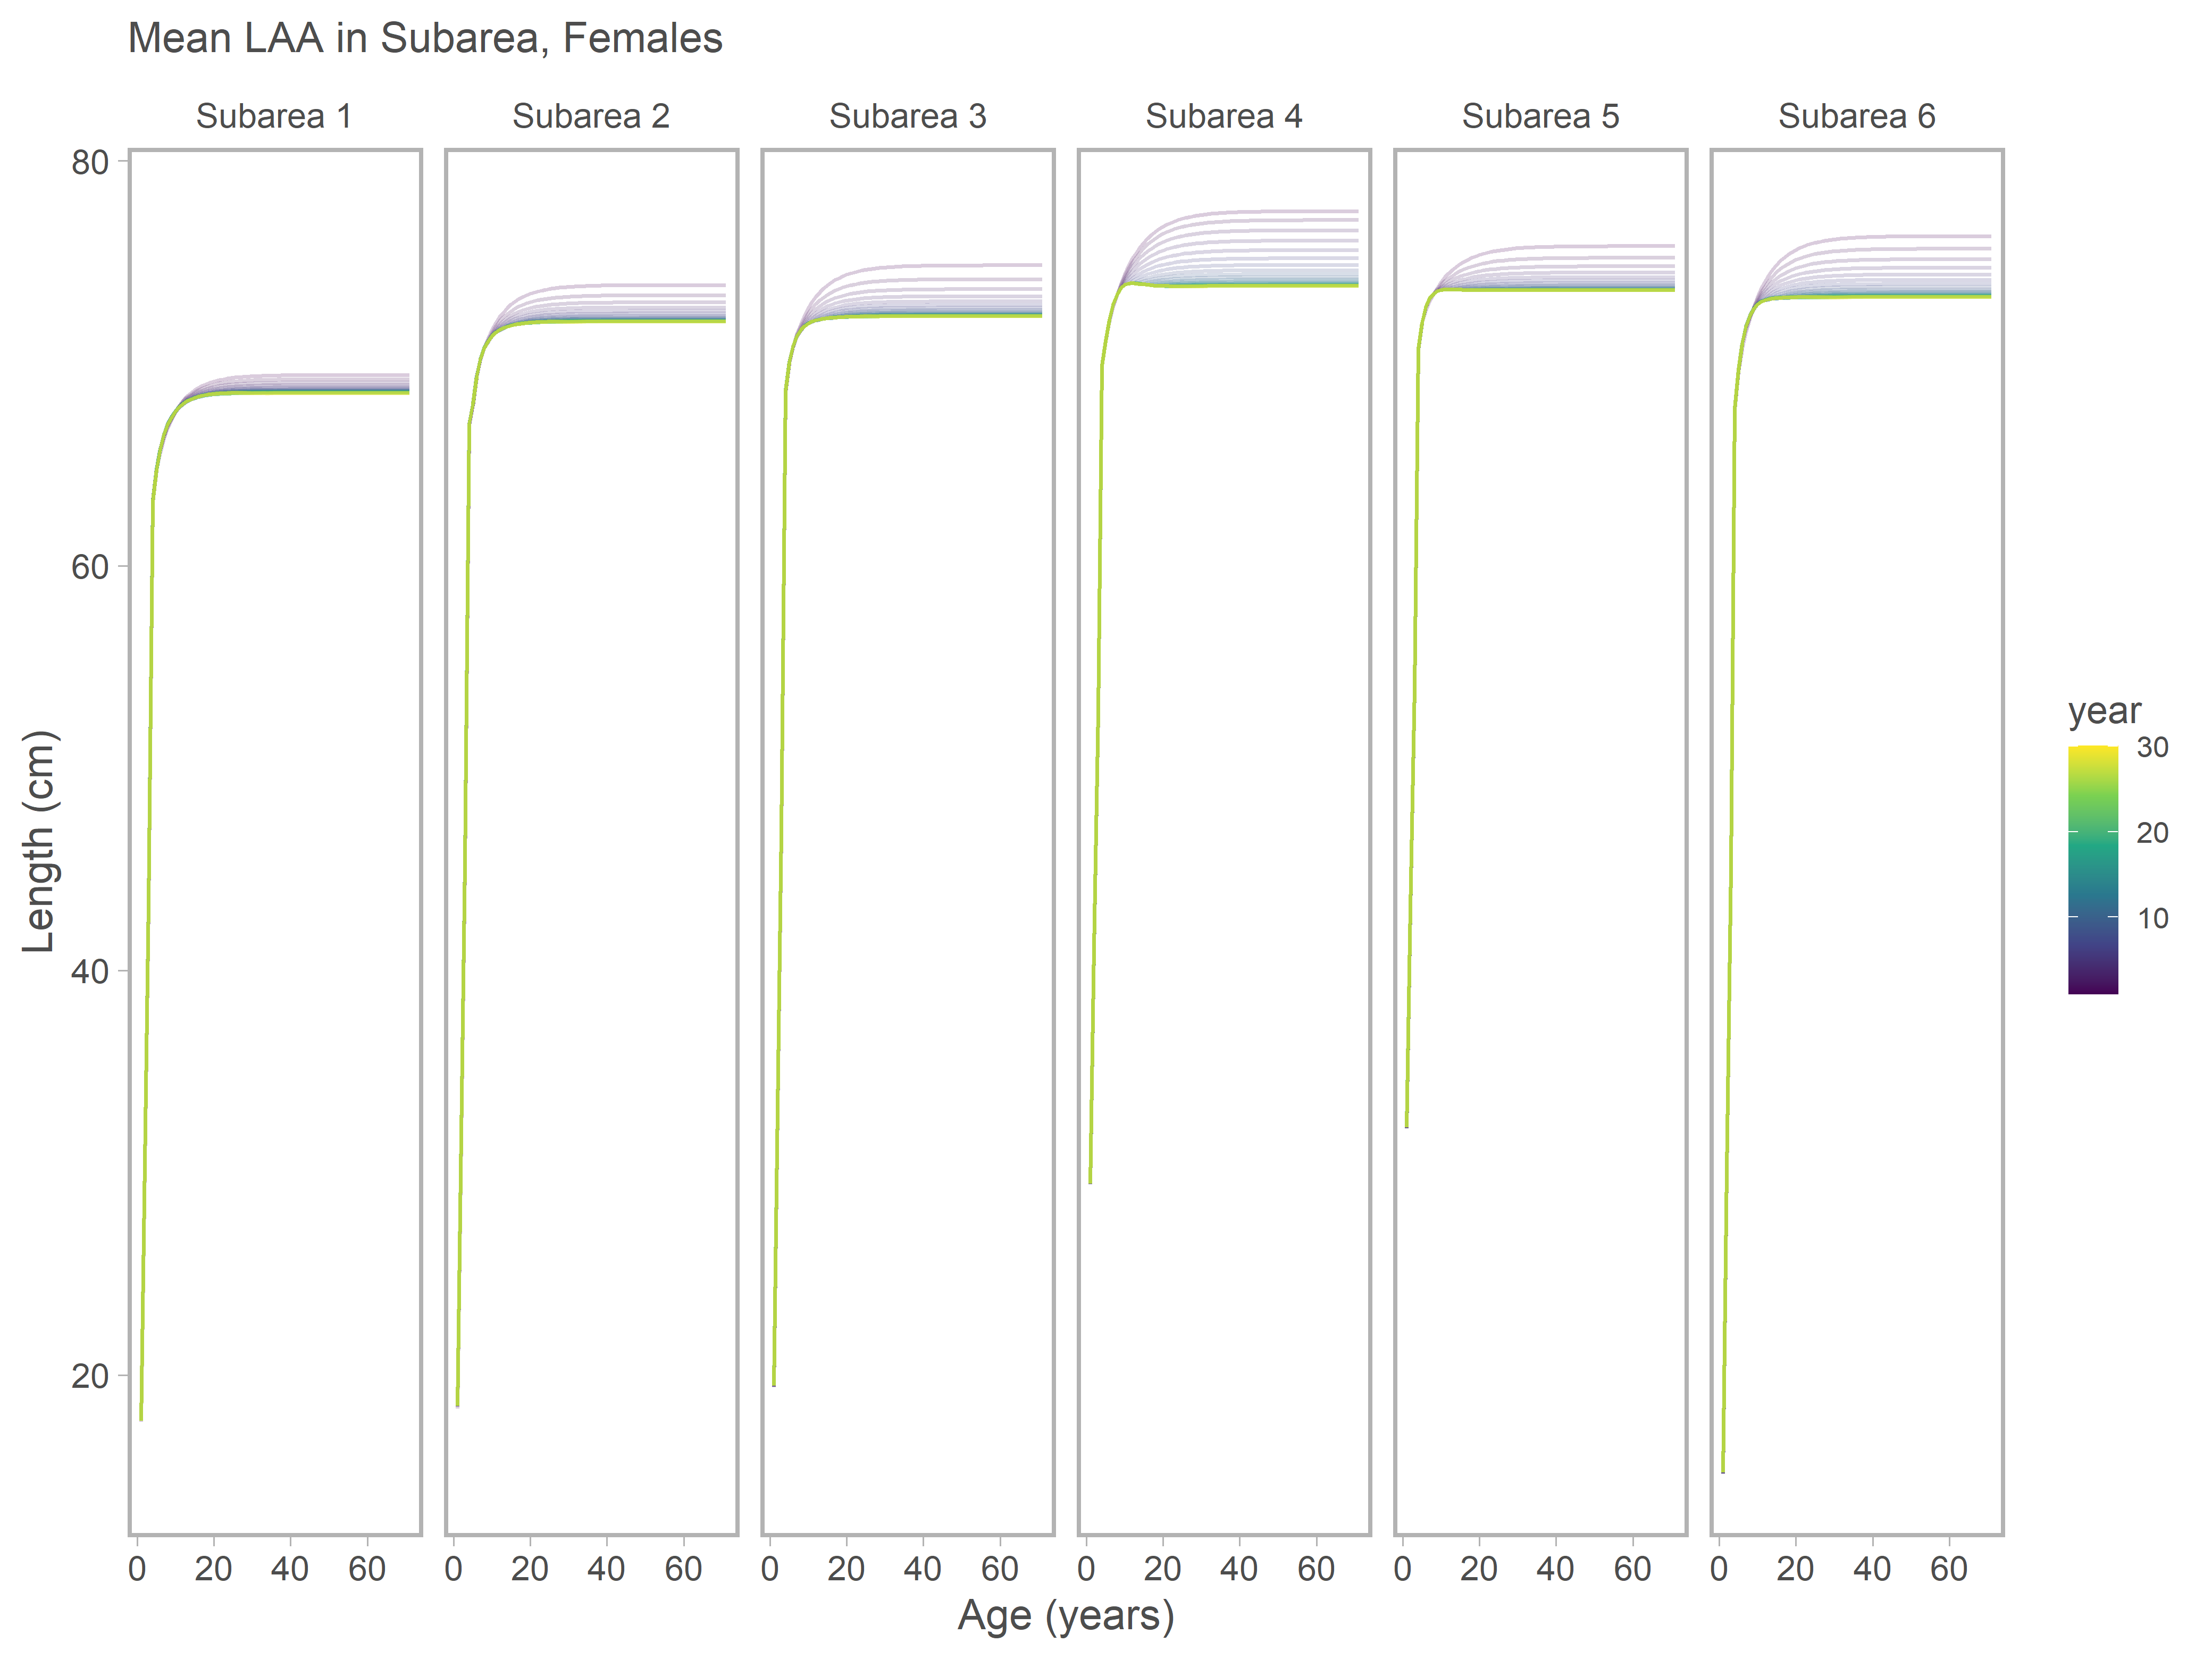 Mean LAA in Subarea, Females
Subarea 1 Subarea 2 Subarea 3 Subarea 4 Subarea 5 Subarea 6
80
60
40
20
Length (cm)
0 20 40 60 0 20 40 60 0 20 40 60 0 20 40 60 0 20 40 60 0 20 40 60
Age (years)
year
30
20
10